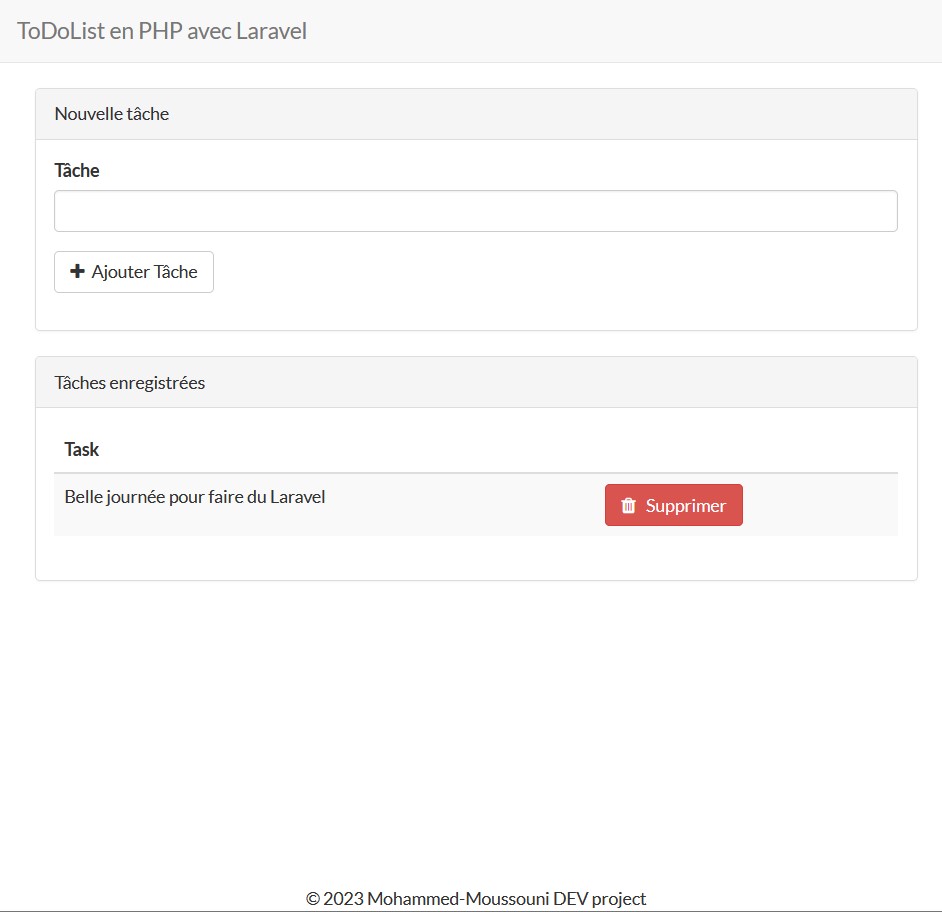 ToDoList en PHP avec Laravel
Nouvelle tâche
Tâche
Ajouter Tâche
Tâches enregistrées
Task
Belle journée pour faire du Laravel
Supprimer
© 2023 Mohammed-Moussouni DEV project